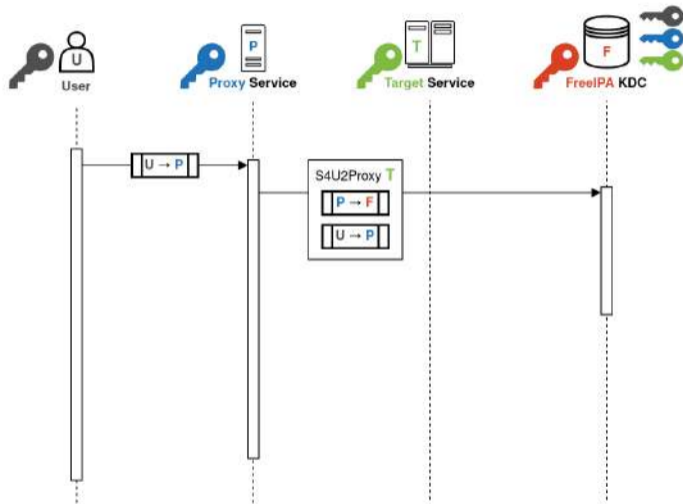 U
P
T
F
User
Proxy Service
Target Service
FreeIPA KDC
U → P
S4U2Proxy T
P → F
U → P